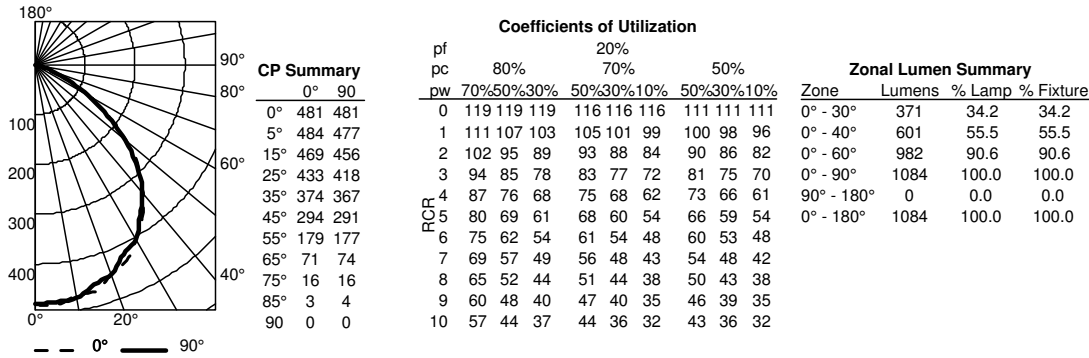 180°
90°
80°
60°
40°
100
200
300
400
0° 20°
0° 90°
CP Summary
0° 90
0° 481 481
5° 484 477
15° 469 456
25° 433 418
35° 374 367
45° 294 291
55° 179 177
65° 71 74
75° 16 16
85° 3 4
90 0 0
Coefficients of Utilization
pf 20%
pc 80% 70% 50%
pw 70%50%30% 50%30%10% 50%30%10%
RCR
0 119 119 119 116 116 116 111 111 111
1 111 107 103 105 101 99 100 98 96
2 102 95 89 93 88 84 90 86 82
3 94 85 78 83 77 72 81 75 70
4 87 76 68 75 68 62 73 66 61
5 80 69 61 68 60 54 66 59 54
6 75 62 54 61 54 48 60 53 48
7 69 57 49 56 48 43 54 48 42
8 65 52 44 51 44 38 50 43 38
9 60 48 40 47 40 35 46 39 35
10 57 44 37 44 36 32 43 36 32
Zonal Lumen Summary
Zone Lumens % Lamp % Fixture
0° - 30° 371 34.2 34.2
0° - 40° 601 55.5 55.5
0° - 60° 982 90.6 90.6
0° - 90° 1084 100.0 100.0
90° - 180° 0 0.0 0.0
0° - 180° 1084 100.0 100.0